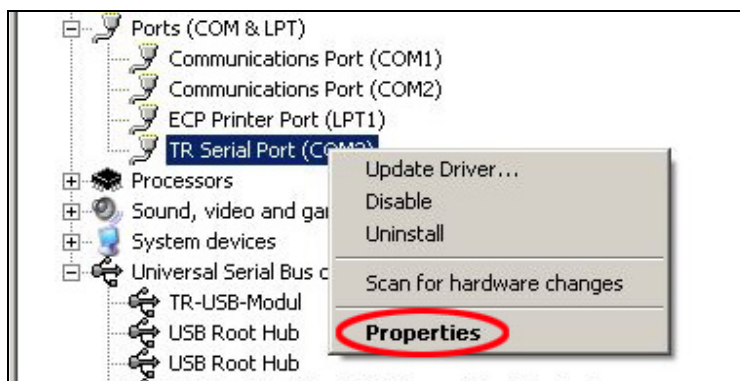 Ports (COM & LPT)
Communications Port (COM1)
Communications Port (COM2)
ECP Printer Port (LPT1)
TR Serial Port
Processors
Sound, video and
System devices
Universal Serial Bus
TR-USB-Modul
USB Root Hub
USB Root Hub
Update Driver...
Disable
Uninstall
Scan for hardware changes
Properties